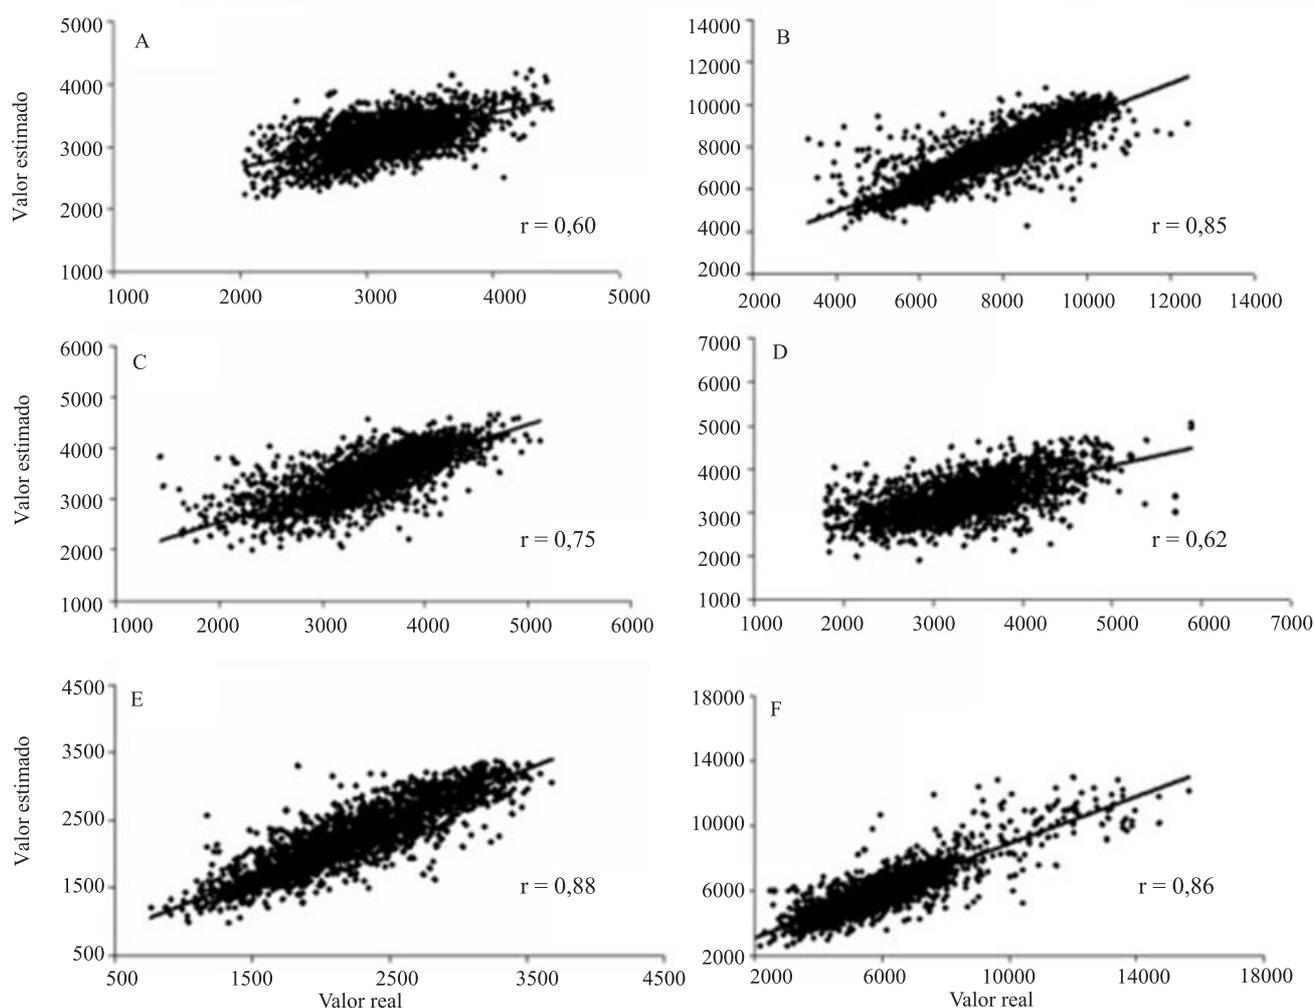 A
5000
4000
3000
2000
1000
Valor estimado
r = 0,60
1000 2000 3000 4000 5000
B
14000
12000
10000
8000
6000
4000
2000
r = 0,85
2000 4000 6000 8000 10000 12000 14000
C
6000
5000
4000
3000
2000
1000
Valor estimado
r = 0,75
1000 2000 3000 4000 5000 6000
D
7000
6000
5000
4000
3000
2000
1000
r = 0,62
1000 2000 3000 4000 5000 6000 7000
E
4500
3500
2500
1500
500
Valor estimado
r = 0,88
500 1500 2500 3500 4500
Valor real
F
18000
14000
10000
6000
2000
r = 0,86
2000 6000 10000 14000 18000
Valor real